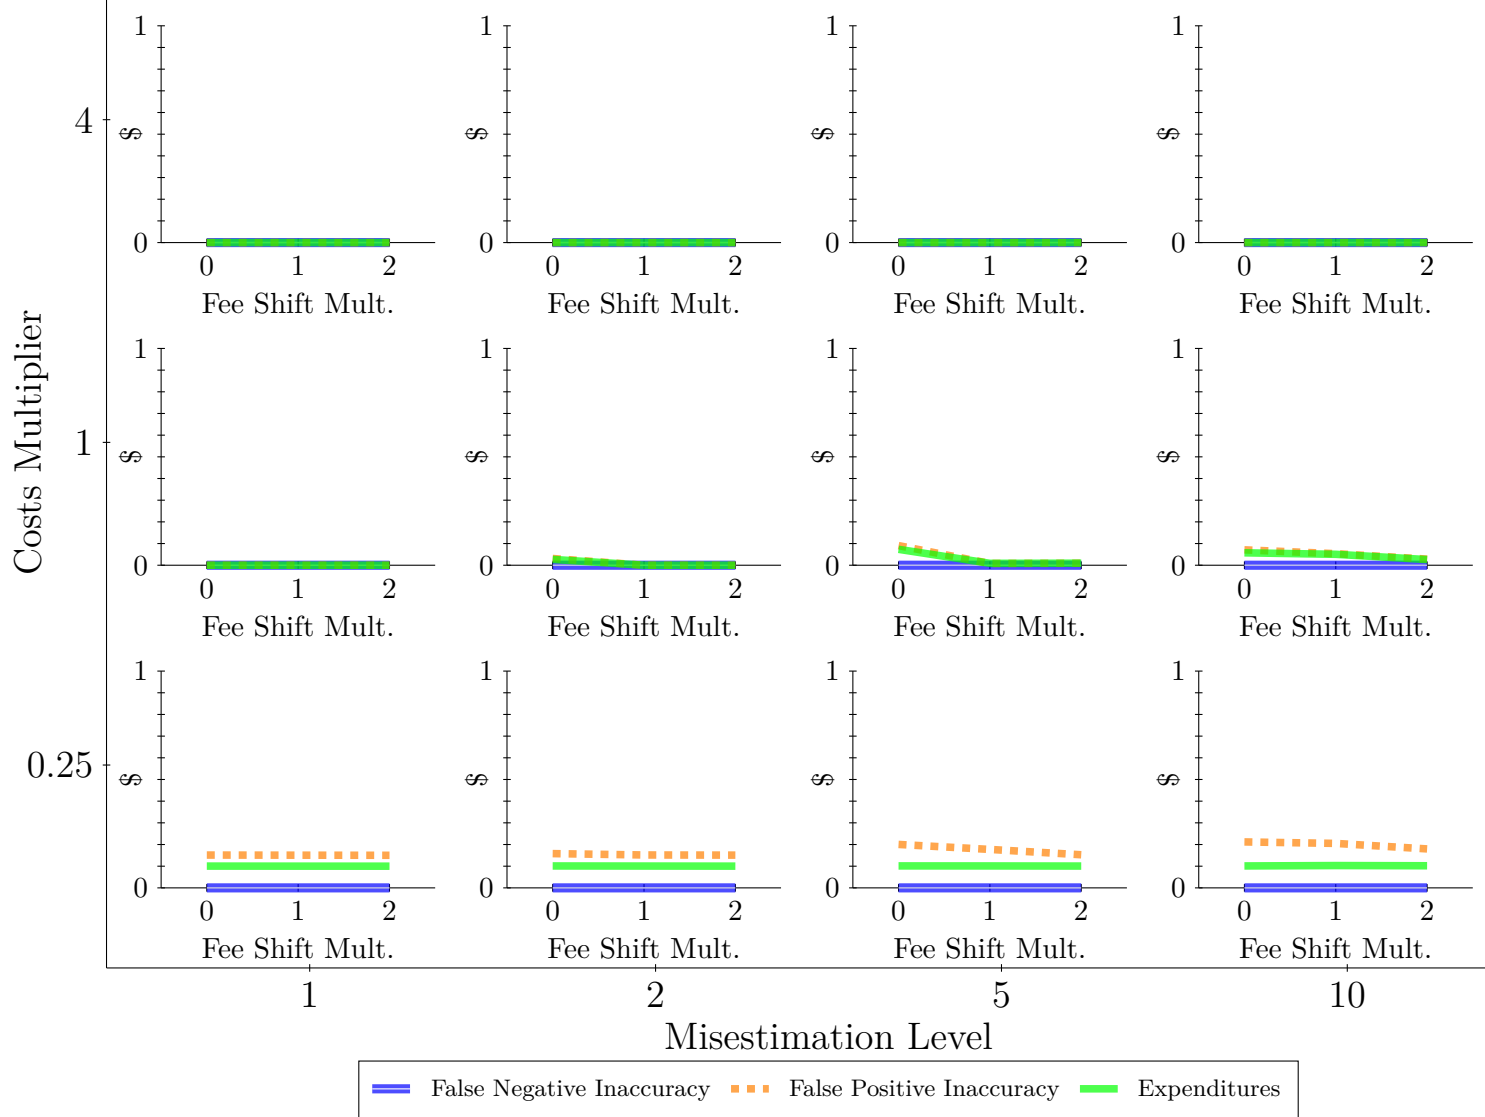 1
1
1
1
4
$
$
$
$
0
0
0
0
0 1 2
0 1 2
0 1 2
0 1 2
Fee Shift Mult.
Fee Shift Mult.
Fee Shift Mult.
Fee Shift Mult.
Costs Multiplier
1
1
1
1
1
$
$
$
$
0
0
0
0
0 1 2
0 1 2
0 1 2
0 1 2
Fee Shift Mult.
Fee Shift Mult.
Fee Shift Mult.
Fee Shift Mult.
1
1
1
1
0.25
$
$
$
$
0
0
0
0
0 1 2
0 1 2
0 1 2
0 1 2
Fee Shift Mult.
Fee Shift Mult.
Fee Shift Mult.
Fee Shift Mult.
1 2 5 10
Misestimation Level
False Negative Inaccuracy False Positive Inaccuracy Expenditures